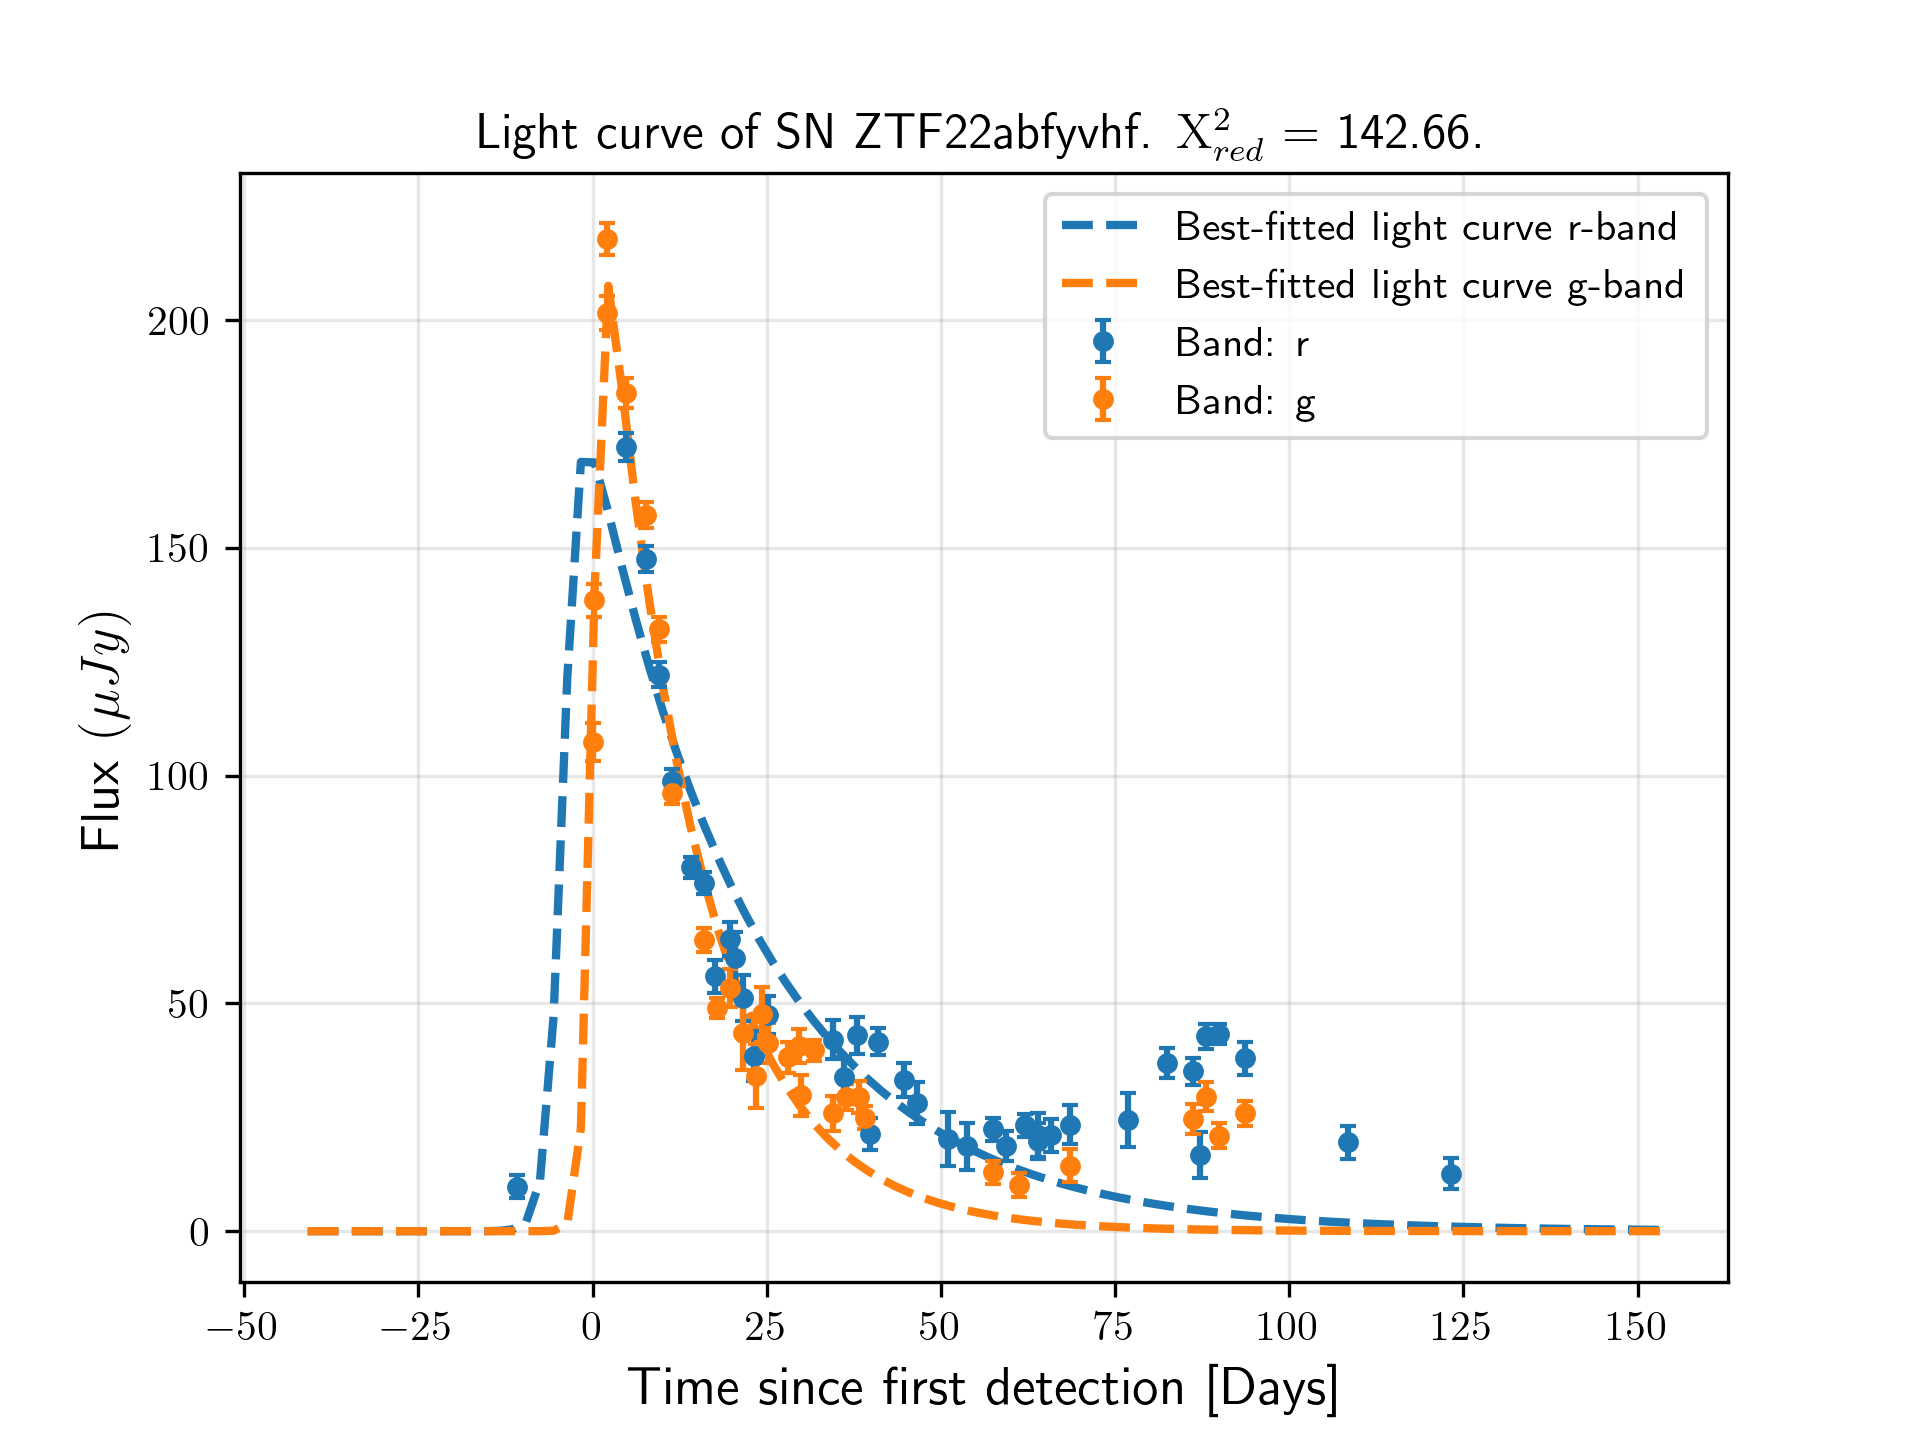 Light curve of SN ZTF22abfyvhf. X²_red = 142.66.
Best-fitted light curve r-band
Best-fitted light curve g-band
Band: r
Band: g
Flux (μJy)
200
150
100
50
0
−50 −25 0 25 50 75 100 125 150
Time since first detection [Days]